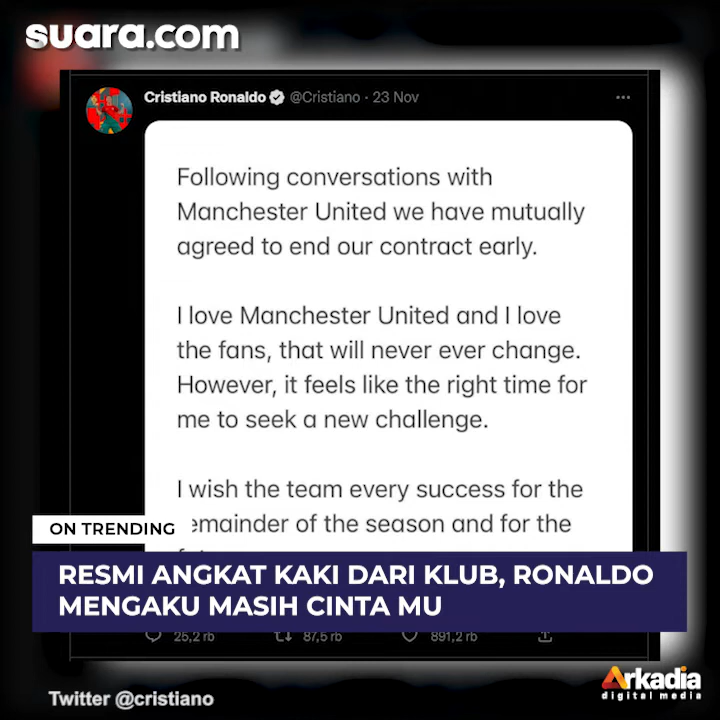 suara.com
Cristiano Ronaldo @Cristiano · 23 Nov
Following conversations with
Manchester United we have mutually
agreed to end our contract early.
I love Manchester United and I love
the fans, that will never ever change.
However, it feels like the right time for
me to seek a new challenge.
I wish the team every success for the
of the season and for the
ON TRENDING
RESMI ANGKAT KAKI DARI KLUB, RONALDO
MENGAKU MASIH CINTA MU
25,2 rb 87,5 rb 891,2 rb
Twitter @cristiano
Arkadia
digital media